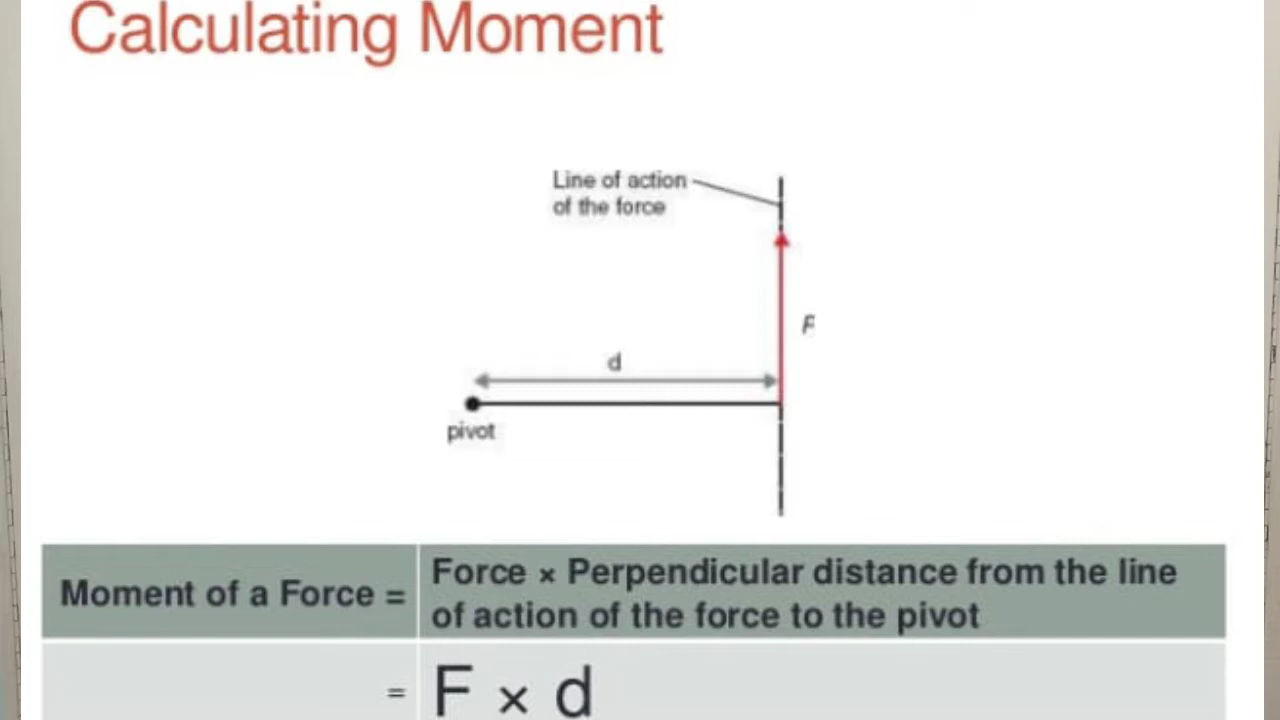 Calculating Moment
Line of action
of the force
F
d
pivot
Moment of a Force =
Force × Perpendicular distance from the line
of action of the force to the pivot
= F × d